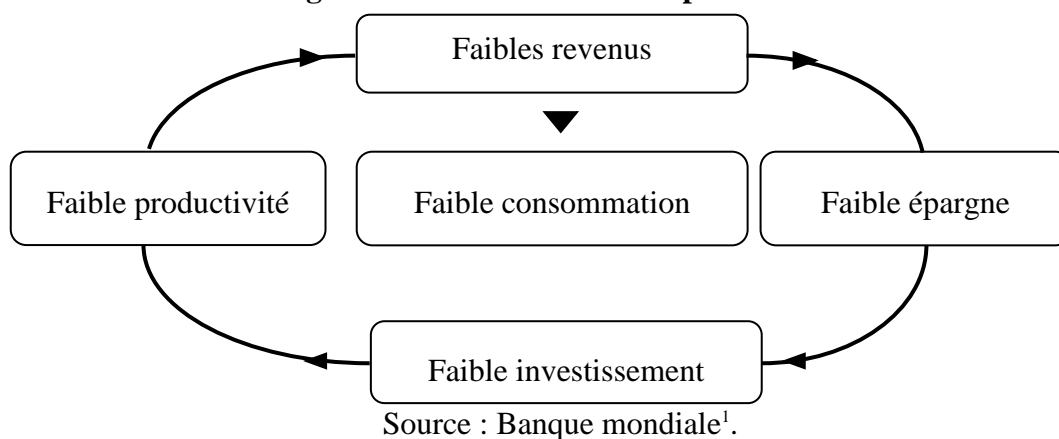 Faibles revenus
Faible productivité
Faible consommation
Faible épargne
Faible investissement
Source : Banque mondiale¹.